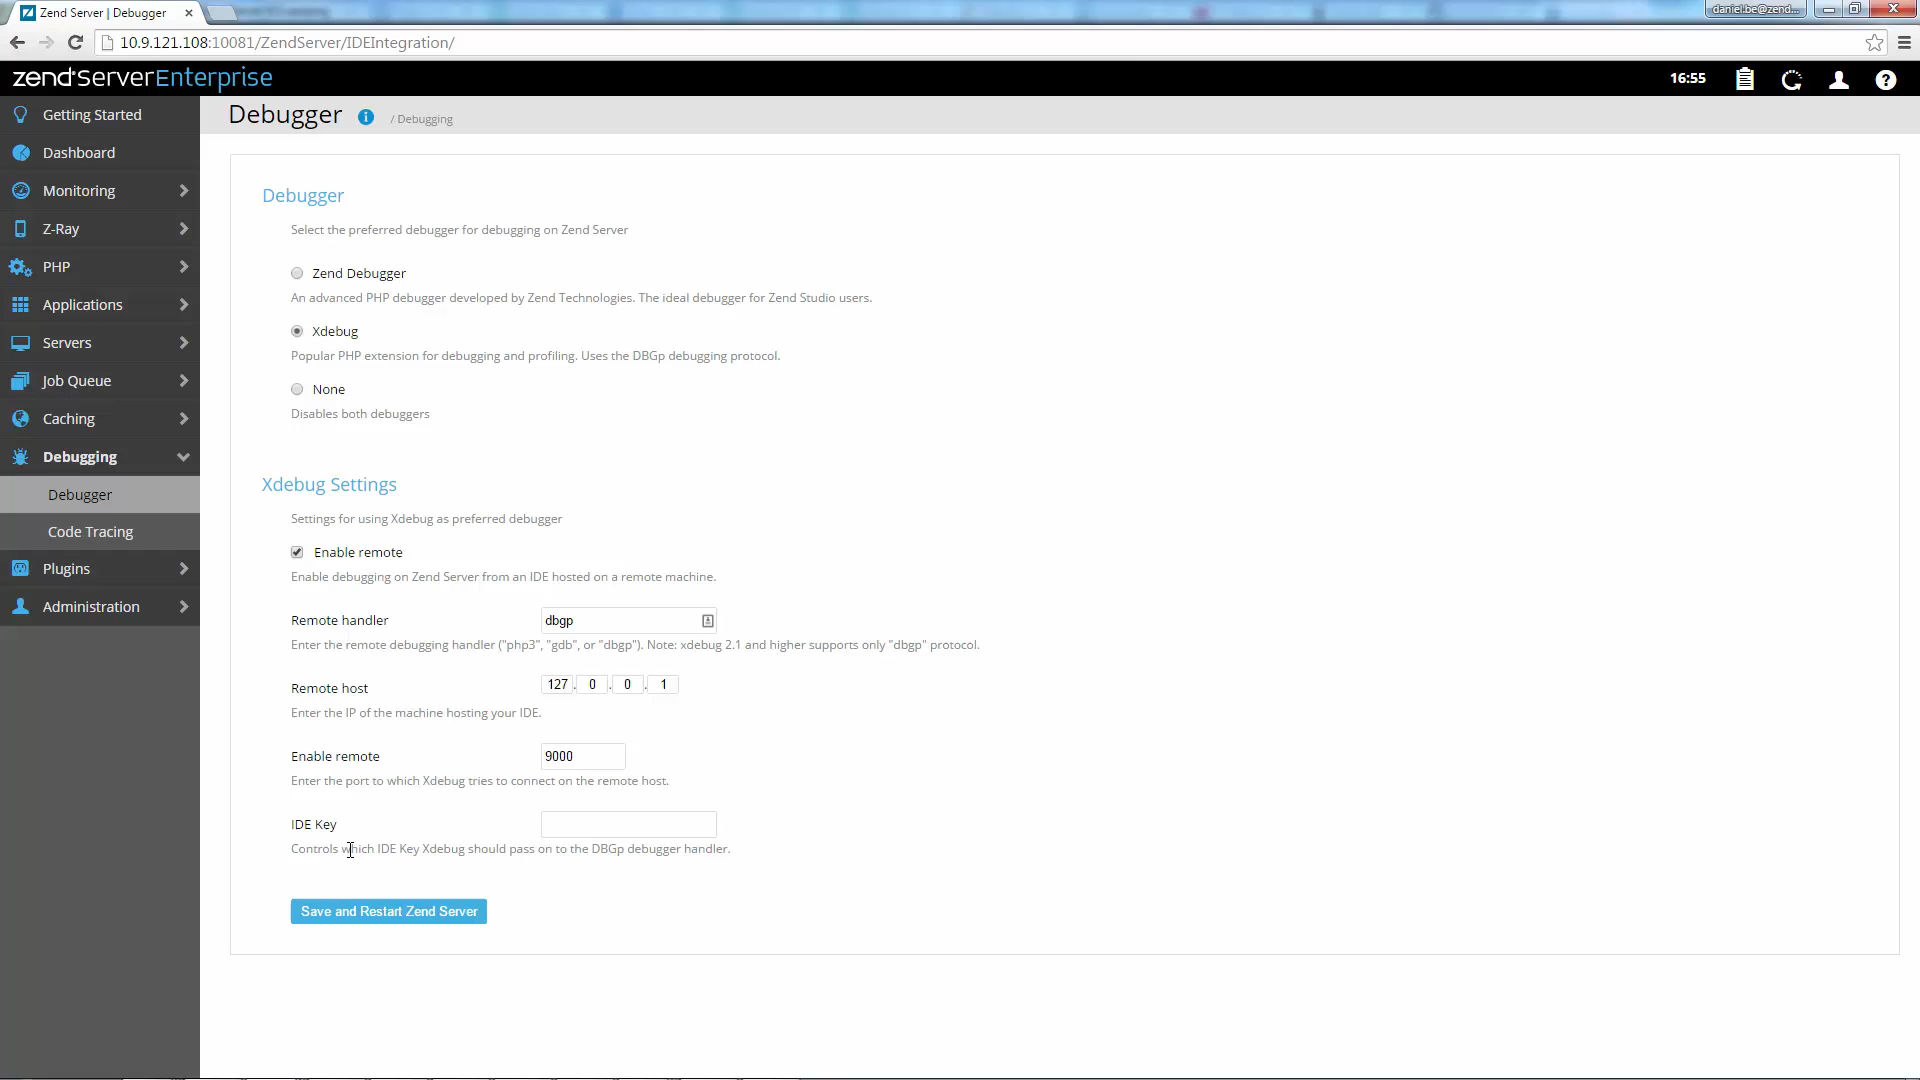 Zend Server | Debugger
daniel.be@zend...
10.9.121.108:10081/ZendServer/IDEIntegration/
zend ServerEnterprise
16:55
Getting Started
Dashboard
Monitoring
Z-Ray
PHP
Applications
Servers
Job Queue
Caching
Debugging
Debugger
Code Tracing
Plugins
Administration
Debugger
/ Debugging
Debugger
Select the preferred debugger for debugging on Zend Server
Zend Debugger
An advanced PHP debugger developed by Zend Technologies. The ideal debugger for Zend Studio users.
Xdebug
Popular PHP extension for debugging and profiling. Uses the DBGp debugging protocol.
None
Disables both debuggers
Xdebug Settings
Settings for using Xdebug as preferred debugger
Enable remote
Enable debugging on Zend Server from an IDE hosted on a remote machine.
Remote handler dbgp
Enter the remote debugging handler ("php3", "gdb", or "dbgp"). Note: xdebug 2.1 and higher supports only "dbgp" protocol.
Remote host 127 . 0 . 0 . 1
Enter the IP of the machine hosting your IDE.
Enable remote 9000
Enter the port to which Xdebug tries to connect on the remote host.
IDE Key
Controls which IDE Key Xdebug should pass on to the DBGp debugger handler.
Save and Restart Zend Server